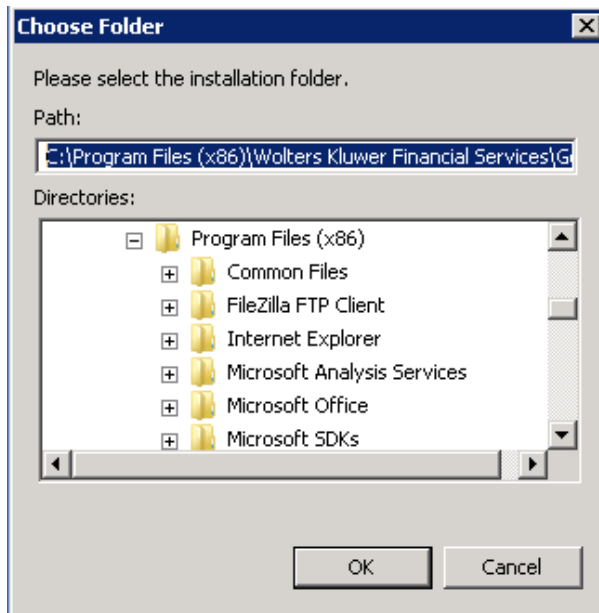 Choose Folder
Please select the installation folder.
Path:
C:\Program Files (x86)\Wolters Kluwer Financial Services\G
Directories:
Program Files (x86)
Common Files
FileZilla FTP Client
Internet Explorer
Microsoft Analysis Services
Microsoft Office
Microsoft SDKs
OK Cancel